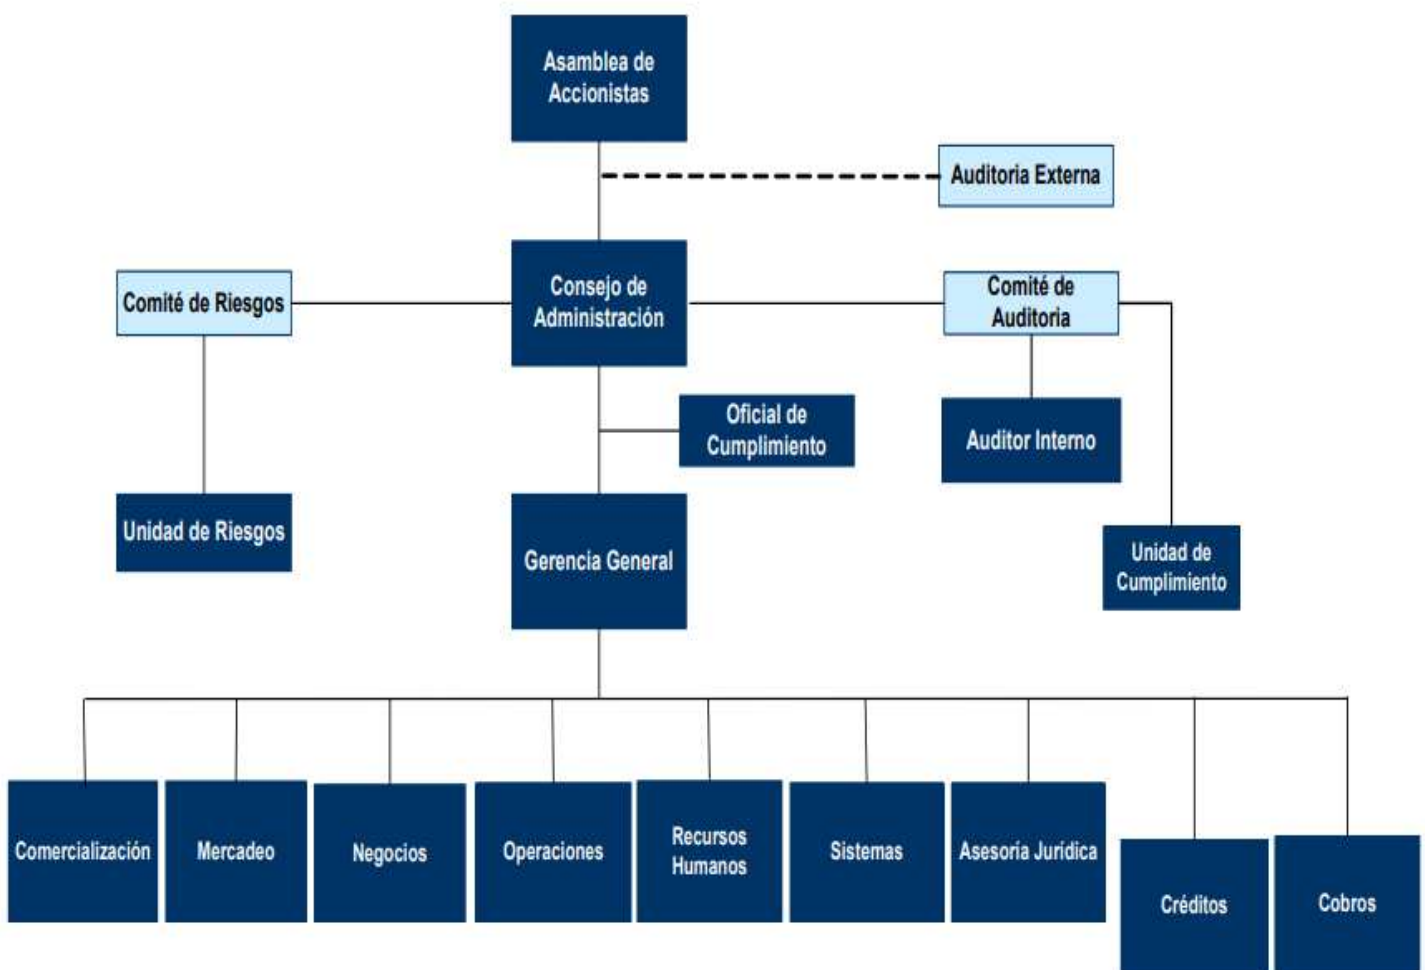 Asamblea de
Accionistas
Auditoria Externa
Comité de Riesgos
Consejo de
Administración
Comité de
Auditoria
Oficial de
Cumplimiento
Auditor Interno
Unidad de Riesgos
Gerencia General
Unidad de
Cumplimiento
Comercialización
Mercadeo
Negocios
Operaciones
Recursos
Humanos
Sistemas
Asesoría Jurídica
Créditos
Cobros